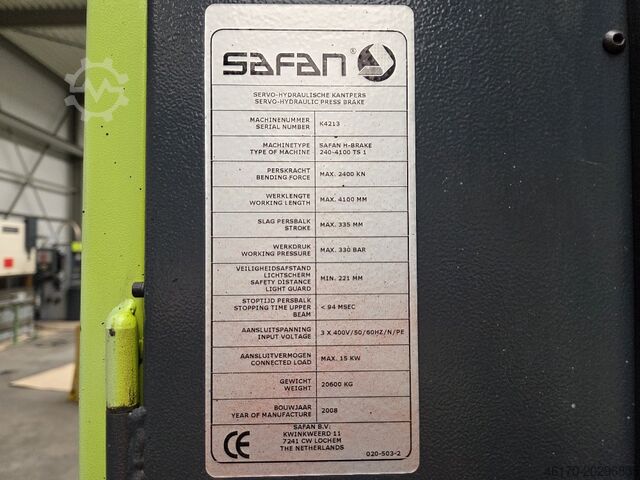 SAFAN®
SERVO-HYDRAULISCHE KANTPERS
SERVO-HYDRAULIC PRESS BRAKE
MACHINENUMMER
SERIAL NUMBER
K4213
MACHINETYPE
TYPE OF MACHINE
SAFAN H-BRAKE
240-4100 TS 1
PERSKRACHT
BENDING FORCE
MAX. 2400 KN
WERKLENGTE
WORKING LENGTH
MAX. 4100 MM
SLAG PERSBALK
STROKE
MAX. 335 MM
WERKDRUK
WORKING PRESSURE
MAX. 330 BAR
VEILIGHEIDSAFSTAND
LICHTSCHERM
SAFETY DISTANCE
LIGHT GUARD
MIN. 221 MM
STOPTIJD PERSBALK
STOPPING TIME UPPER
BEAM
< 94 MSEC
AANSLUITSPANNING
INPUT VOLTAGE
3 X 400V/50/60HZ/N/PE
AANSLUITVERMOGEN
CONNECTED LOAD
MAX. 15 KW
GEWICHT
WEIGHT
20600 KG
BOUWJAAR
YEAR OF MANUFACTURE
2008
CE
SAFAN B.V.
KWINKWEERD 11
7241 CW LOCHEM
THE NETHERLANDS
020-503-2
Machineseeker